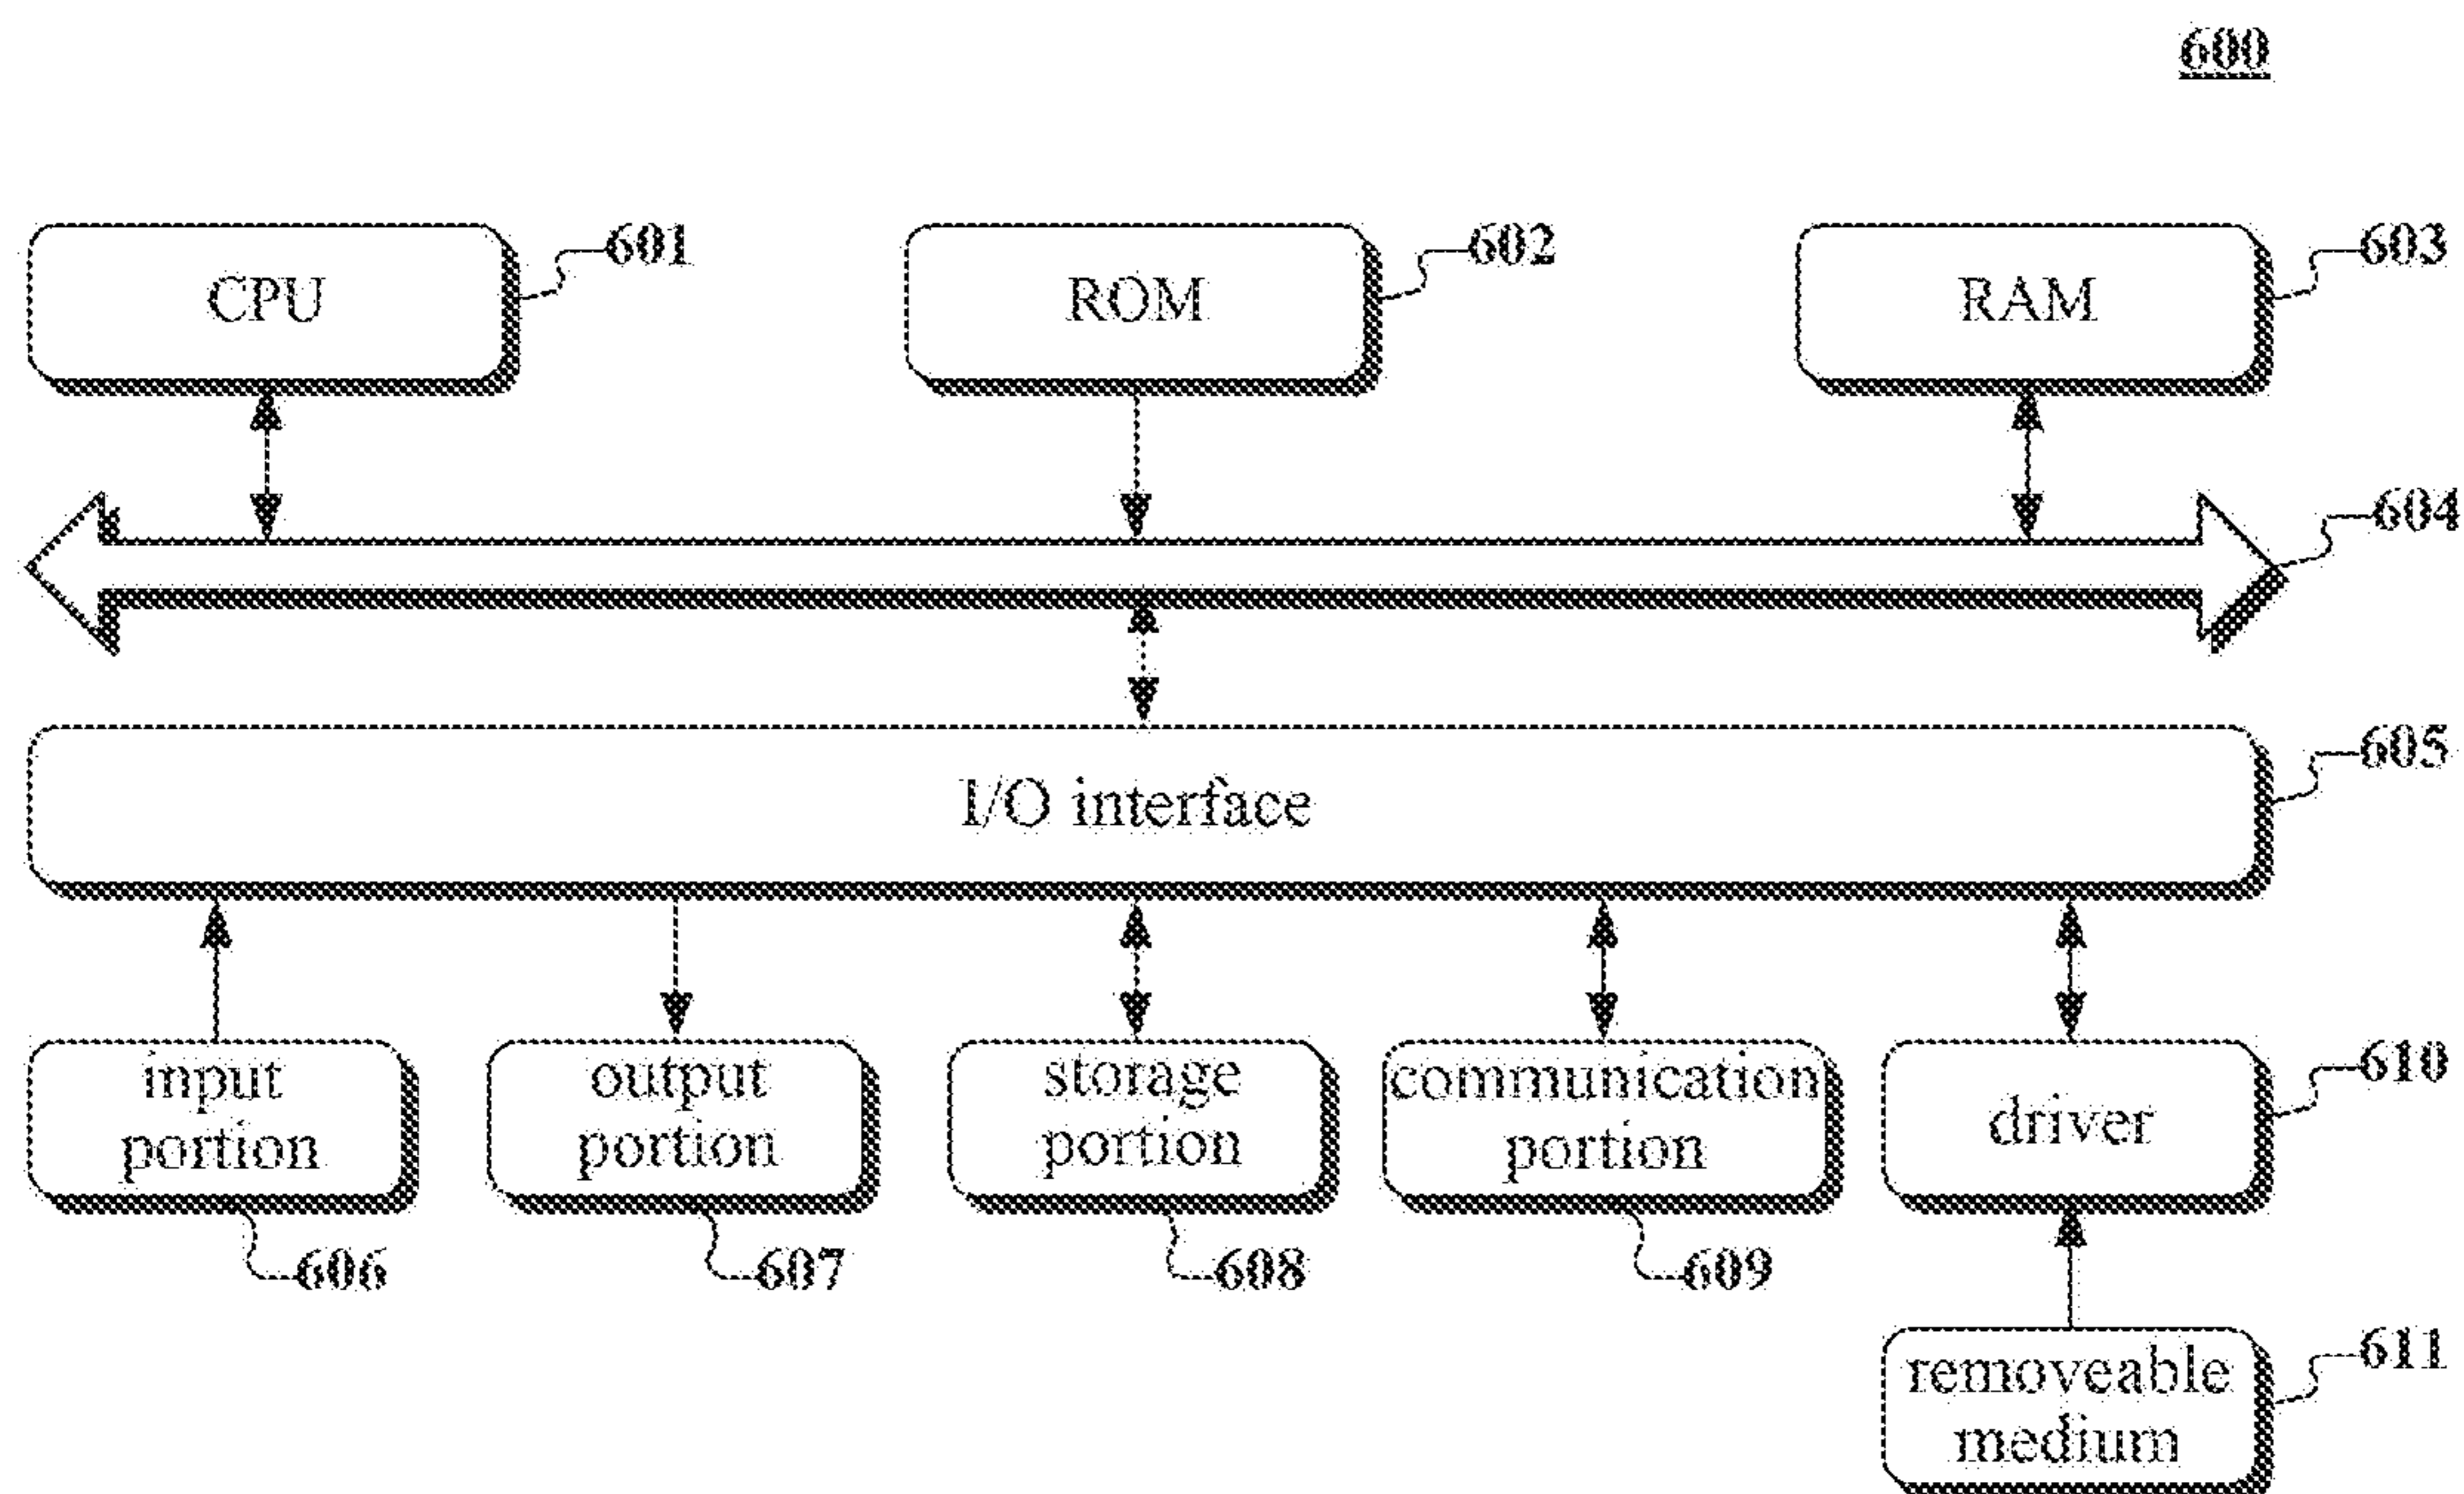 600
CPU
601
ROM
602
RAM
603
604
I/O interface
605
input
portion
606
output
portion
607
storage
portion
608
communication
portion
609
driver
610
removeable
medium
611